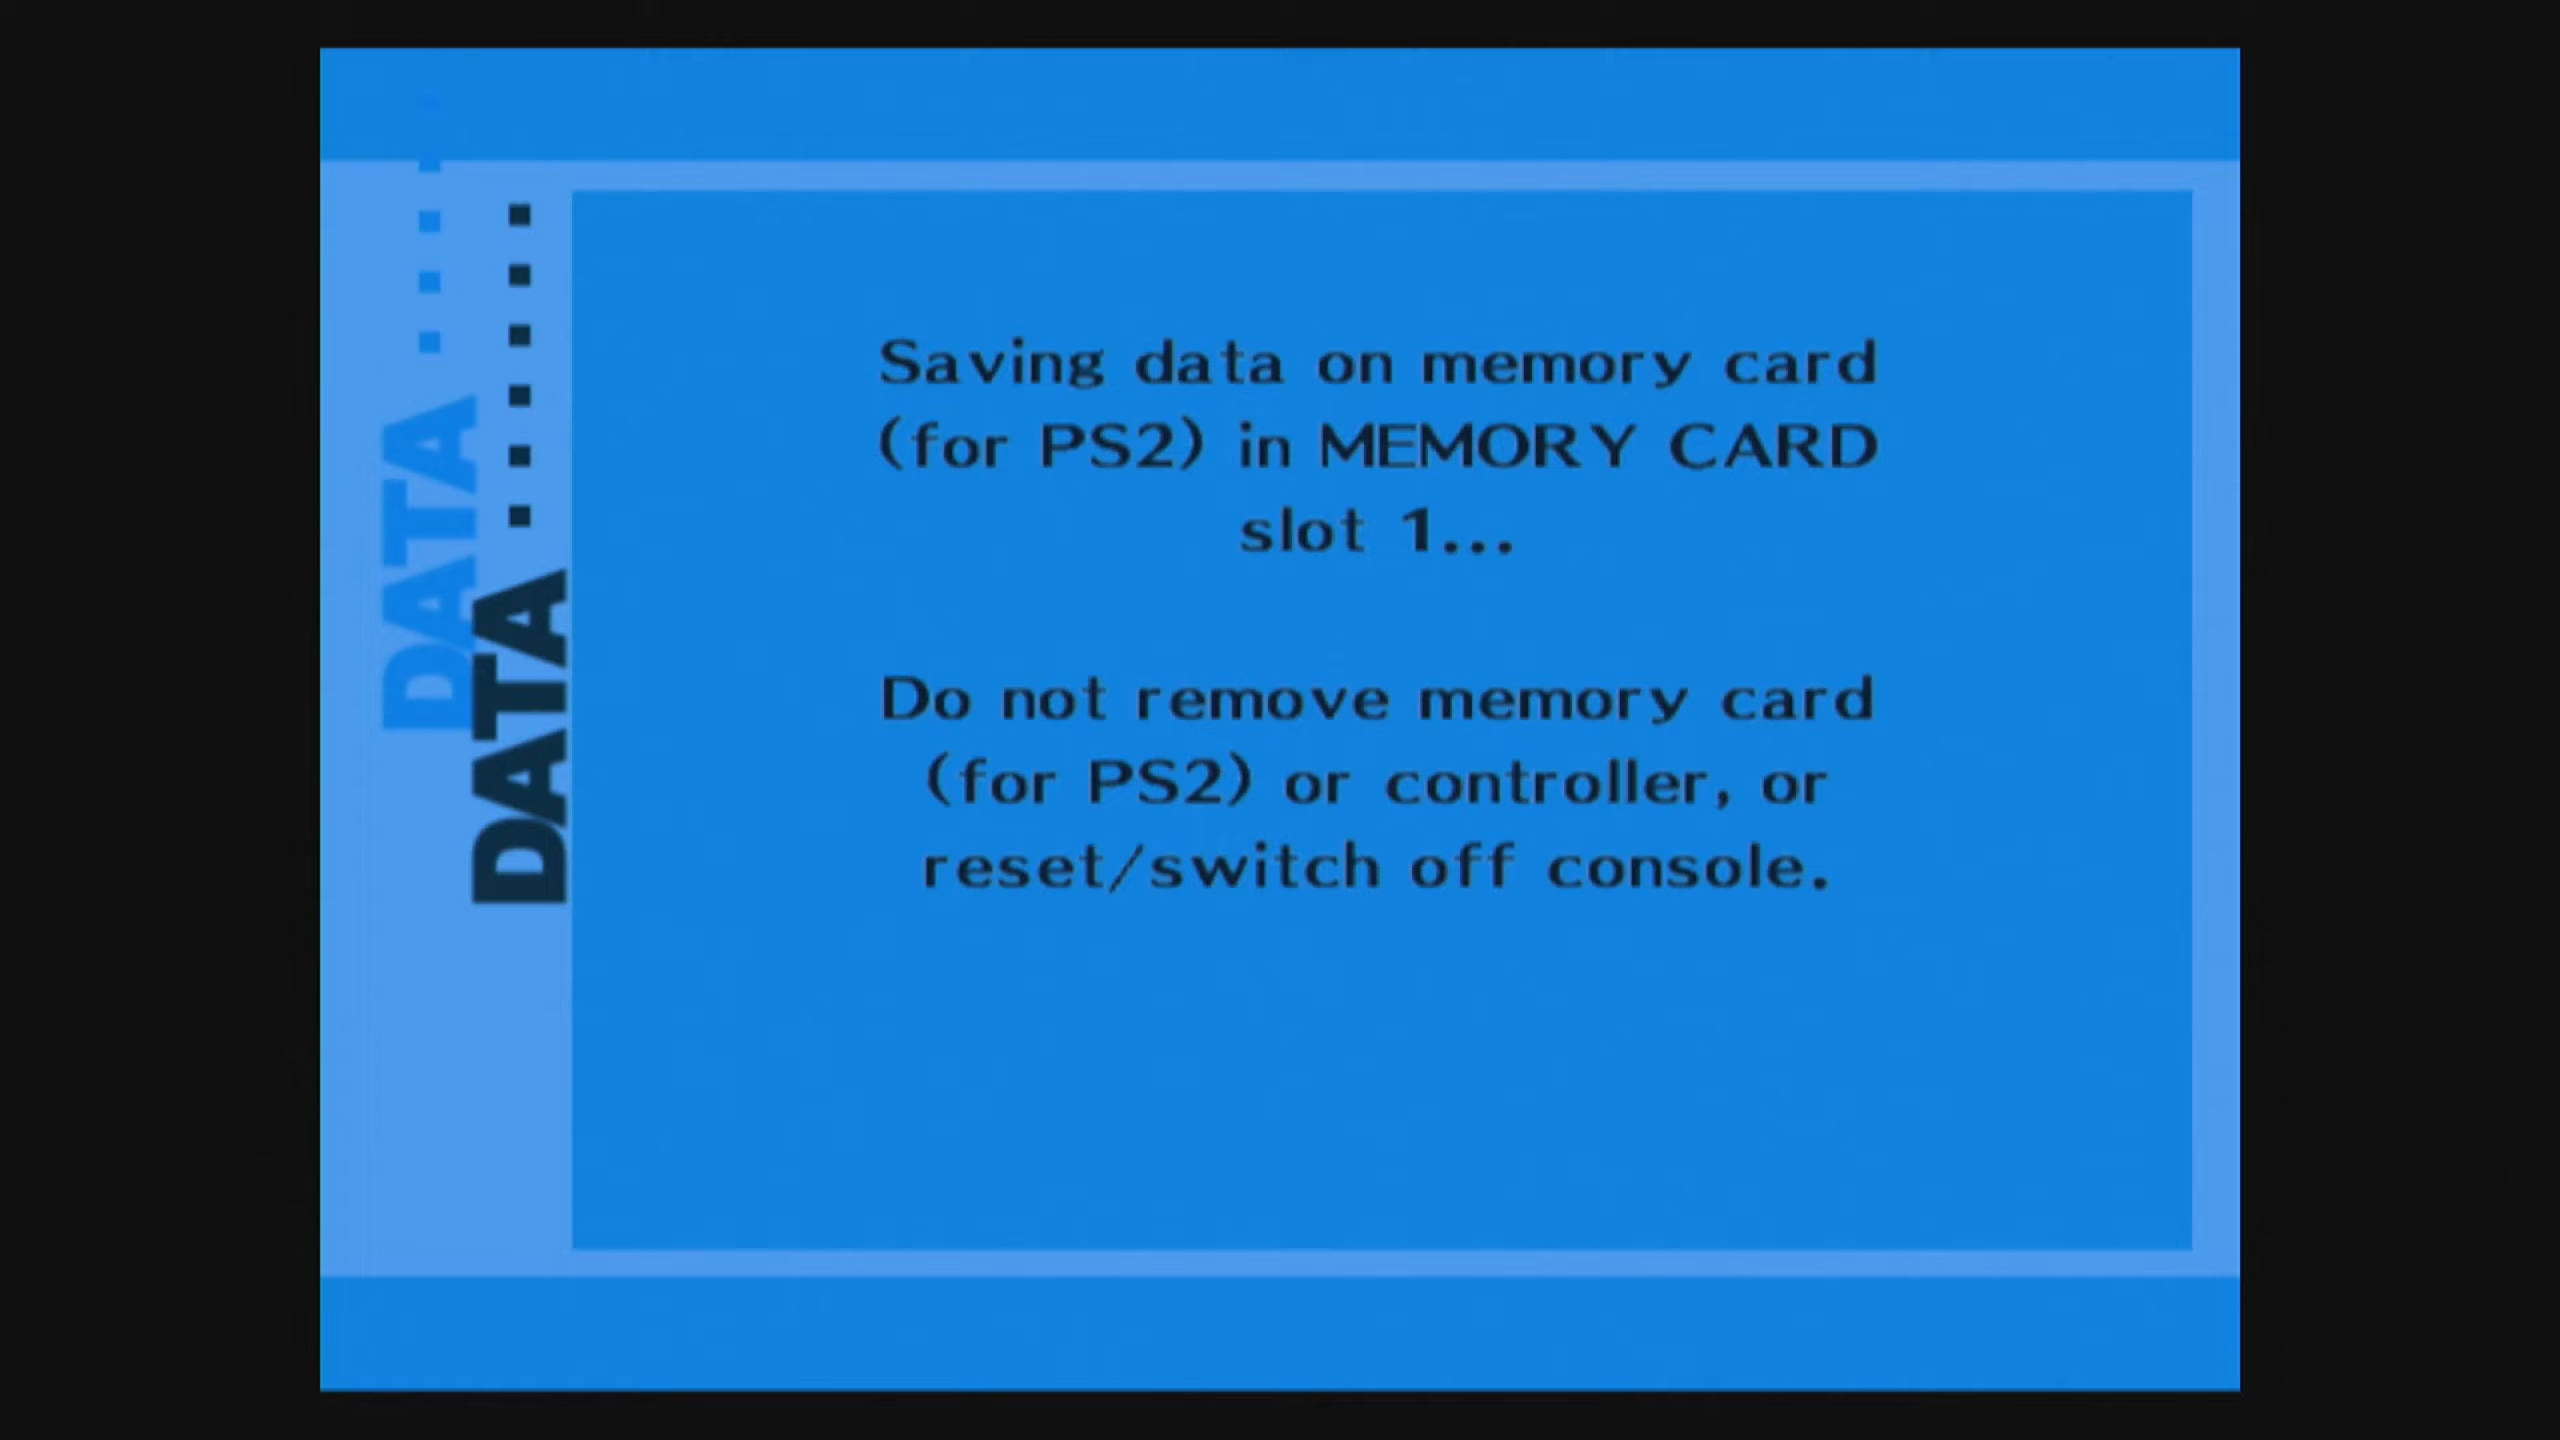 DATA
DATA
Saving data on memory card
(for PS2) in MEMORY CARD
slot 1...
Do not remove memory card
(for PS2) or controller, or
reset/switch off console.